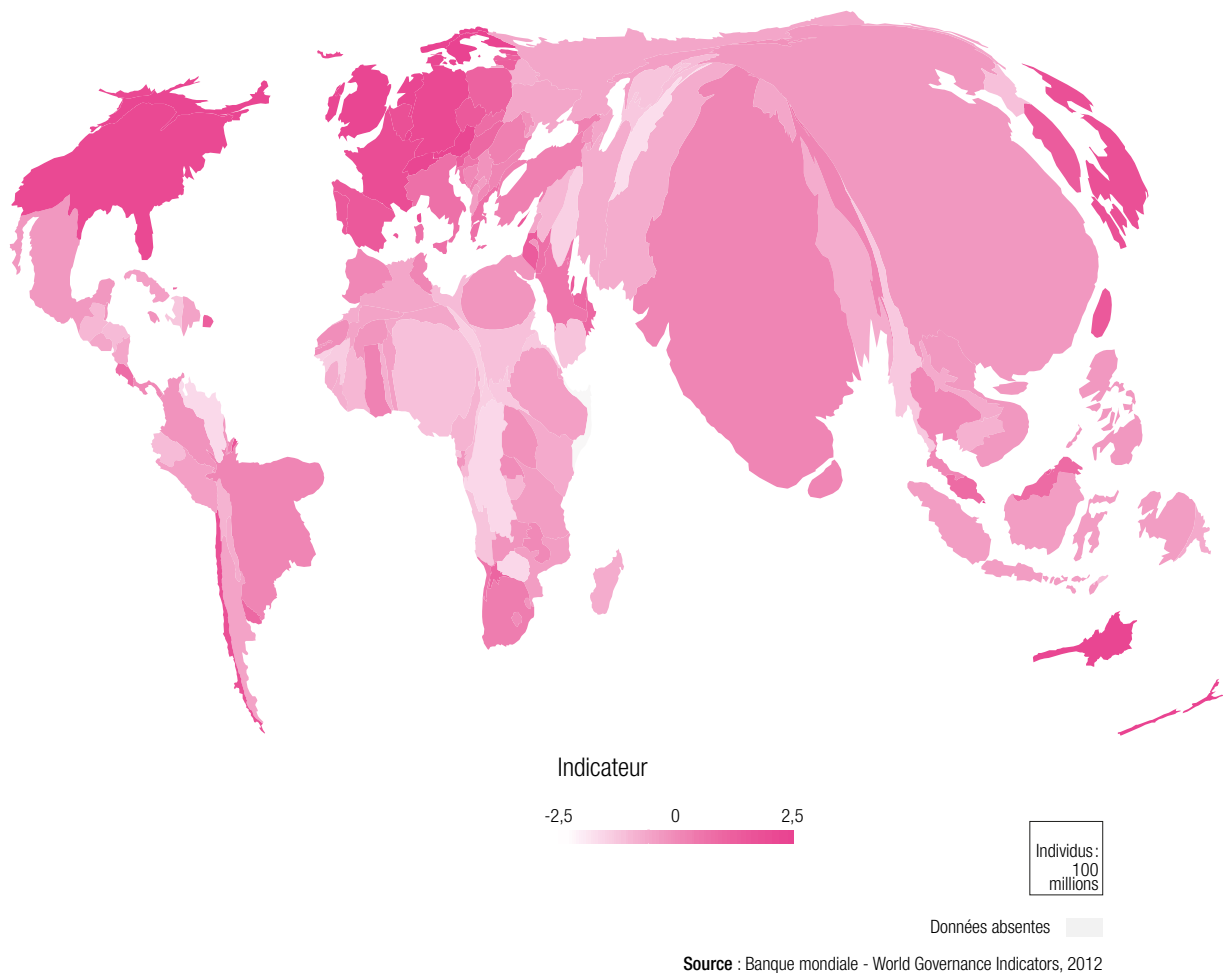 Indicateur
-2,5 0 2,5
Individus :
100
millions
Données absentes
Source : Banque mondiale - World Governance Indicators, 2012